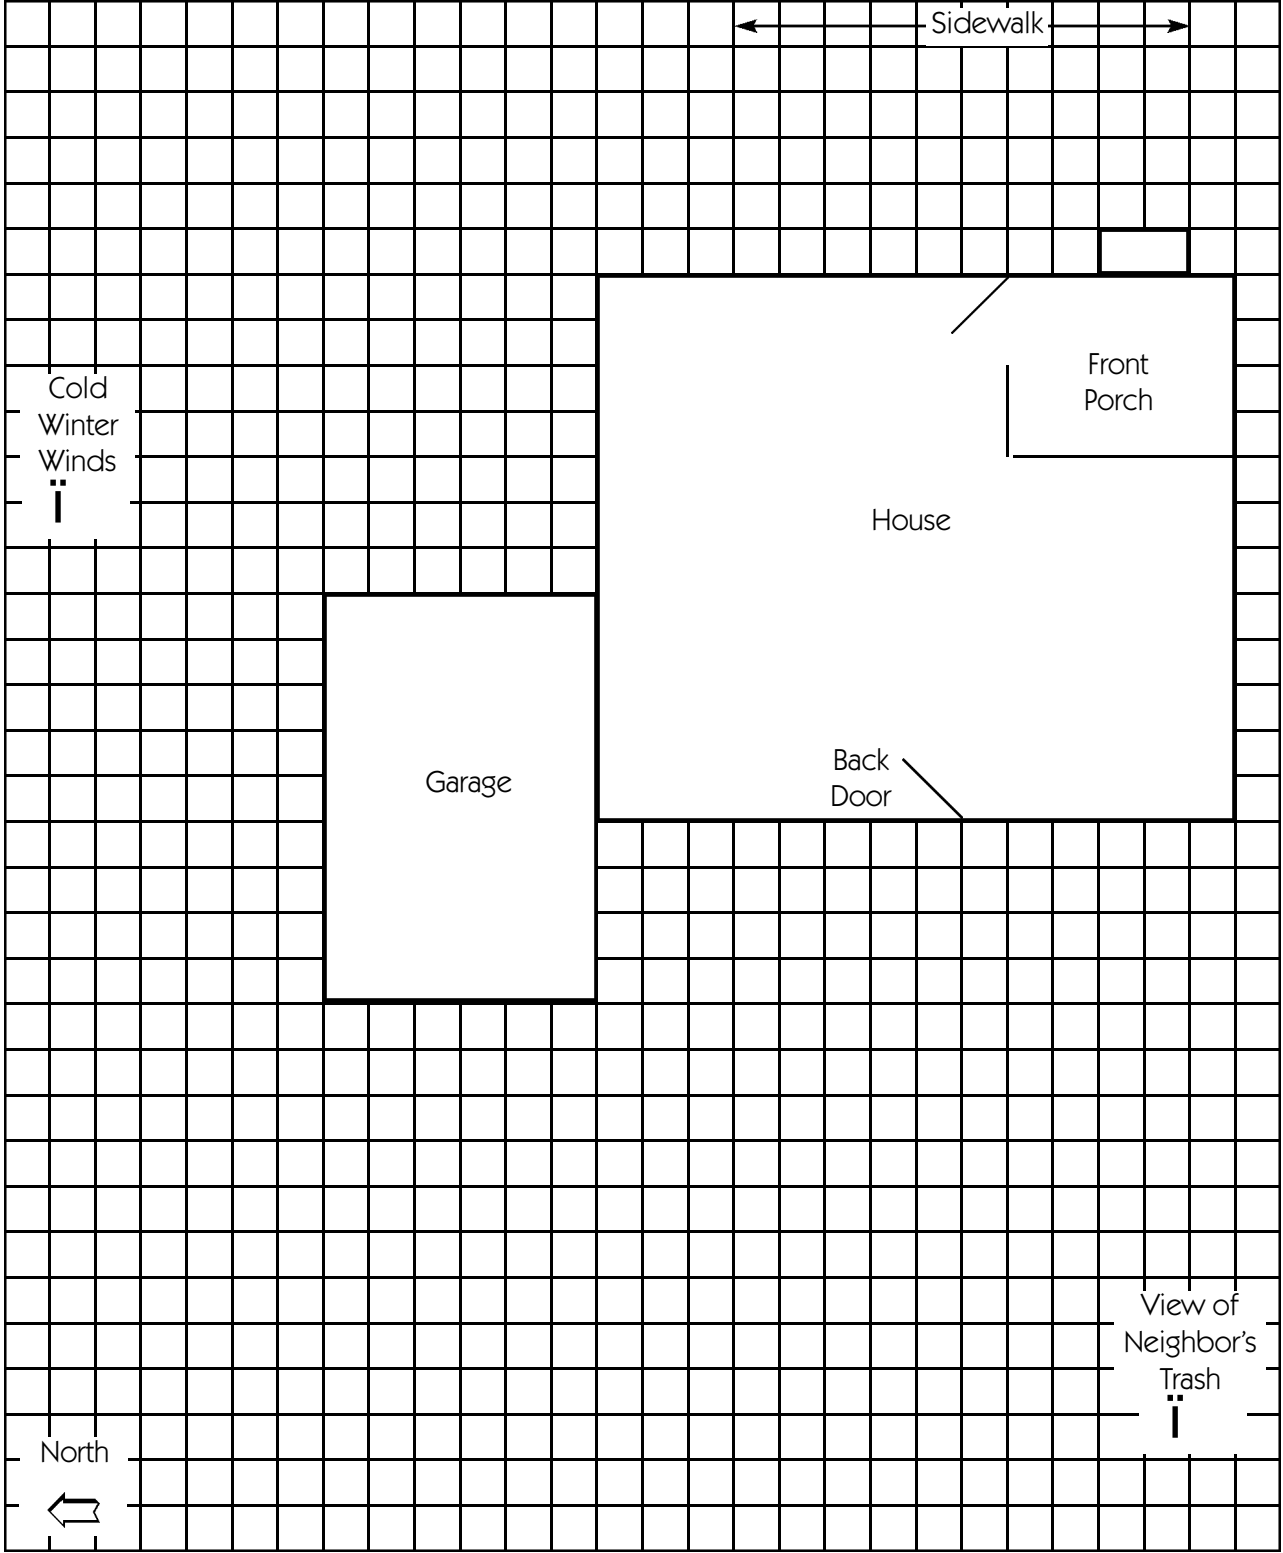 Sidewalk
Front
Porch
Cold
Winter
Winds
ï
House
Back
Door
Garage
View of
Neighbor's
Trash
ï
North